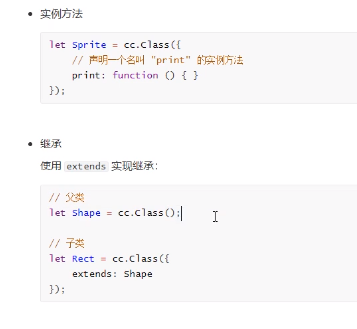 实例方法
let Sprite = cc.Class({
// 声明一个名叫 "print" 的实例方法
print: function () { }
});
继承
使用 extends 实现继承：
// 父类
let Shape = cc.Class();
// 子类
let Rect = cc.Class({
extends: Shape
});